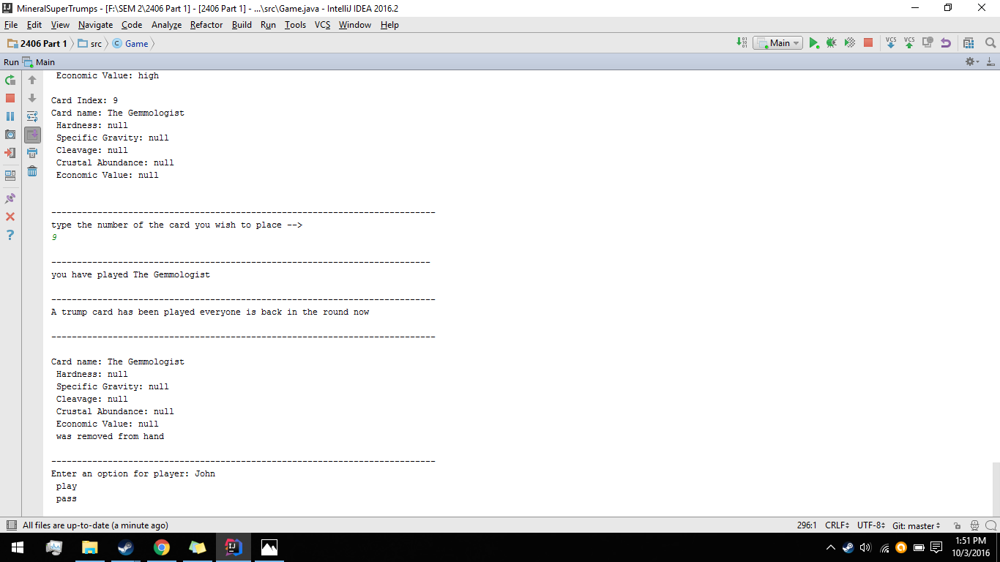 MineralSuperTrumps - [F:\SEM 2\2406 Part 1] - [2406 Part 1] - ...\src\Game.java - IntelliJ IDEA 2016.2
File Edit View Navigate Code Analyze Refactor Build Run Tools VCS Window Help
2406 Part 1 src Game Main VCS VCS
Run Main
Economic Value: high
Card Index: 9
Card name: The Gemmologist
Hardness: null
Specific Gravity: null
Cleavage: null
Crustal Abundance: null
Economic Value: null
---------------------------------------------------------------------------
type the number of the card you wish to place -->
9
--------------------------------------------------------------------------
you have played The Gemmologist
---------------------------------------------------------------------------
A trump card has been played everyone is back in the round now
---------------------------------------------------------------------------
Card name: The Gemmologist
Hardness: null
Specific Gravity: null
Cleavage: null
Crustal Abundance: null
Economic Value: null
was removed from hand
---------------------------------------------------------------------------
Enter an option for player: John
play
pass
All files are up-to-date (a minute ago) 296:1 CRLF UTF-8 Git: master
1:51 PM
10/3/2016